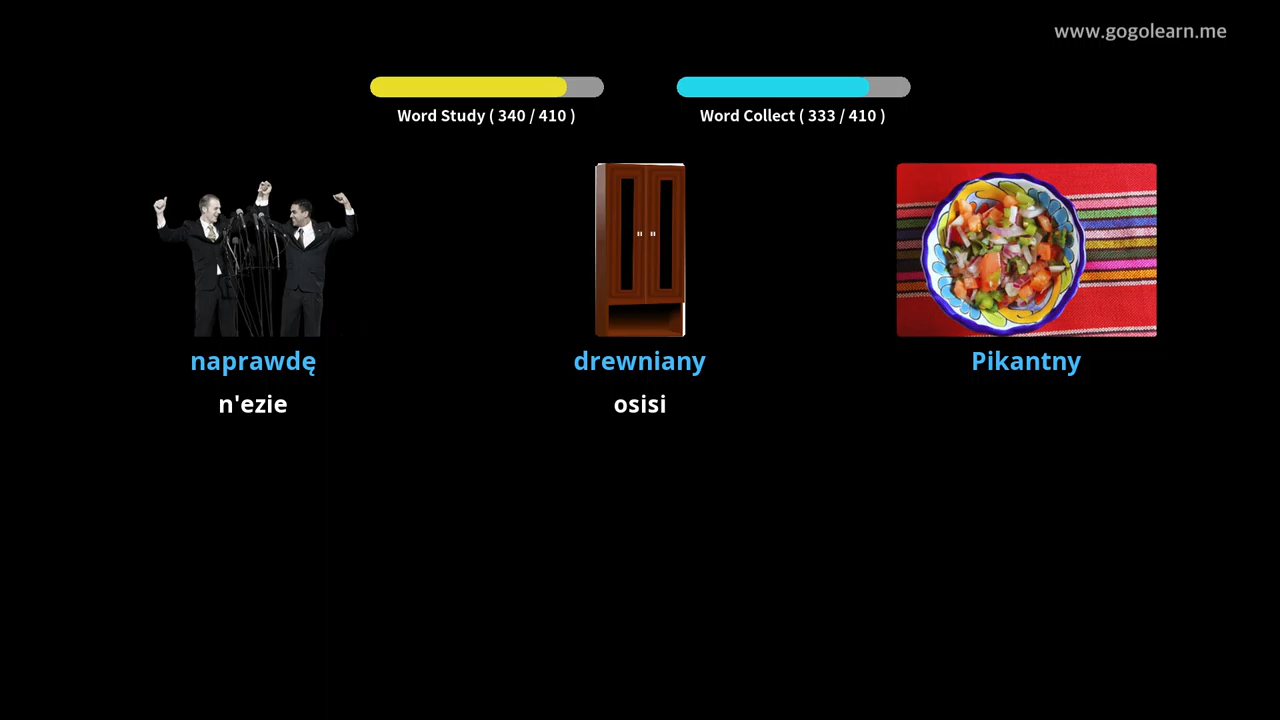 www.gogolearn.me
Word Study ( 340 / 410 )
Word Collect ( 333 / 410 )
naprawdę
drewniany
Pikantny
n'ezie
osisi